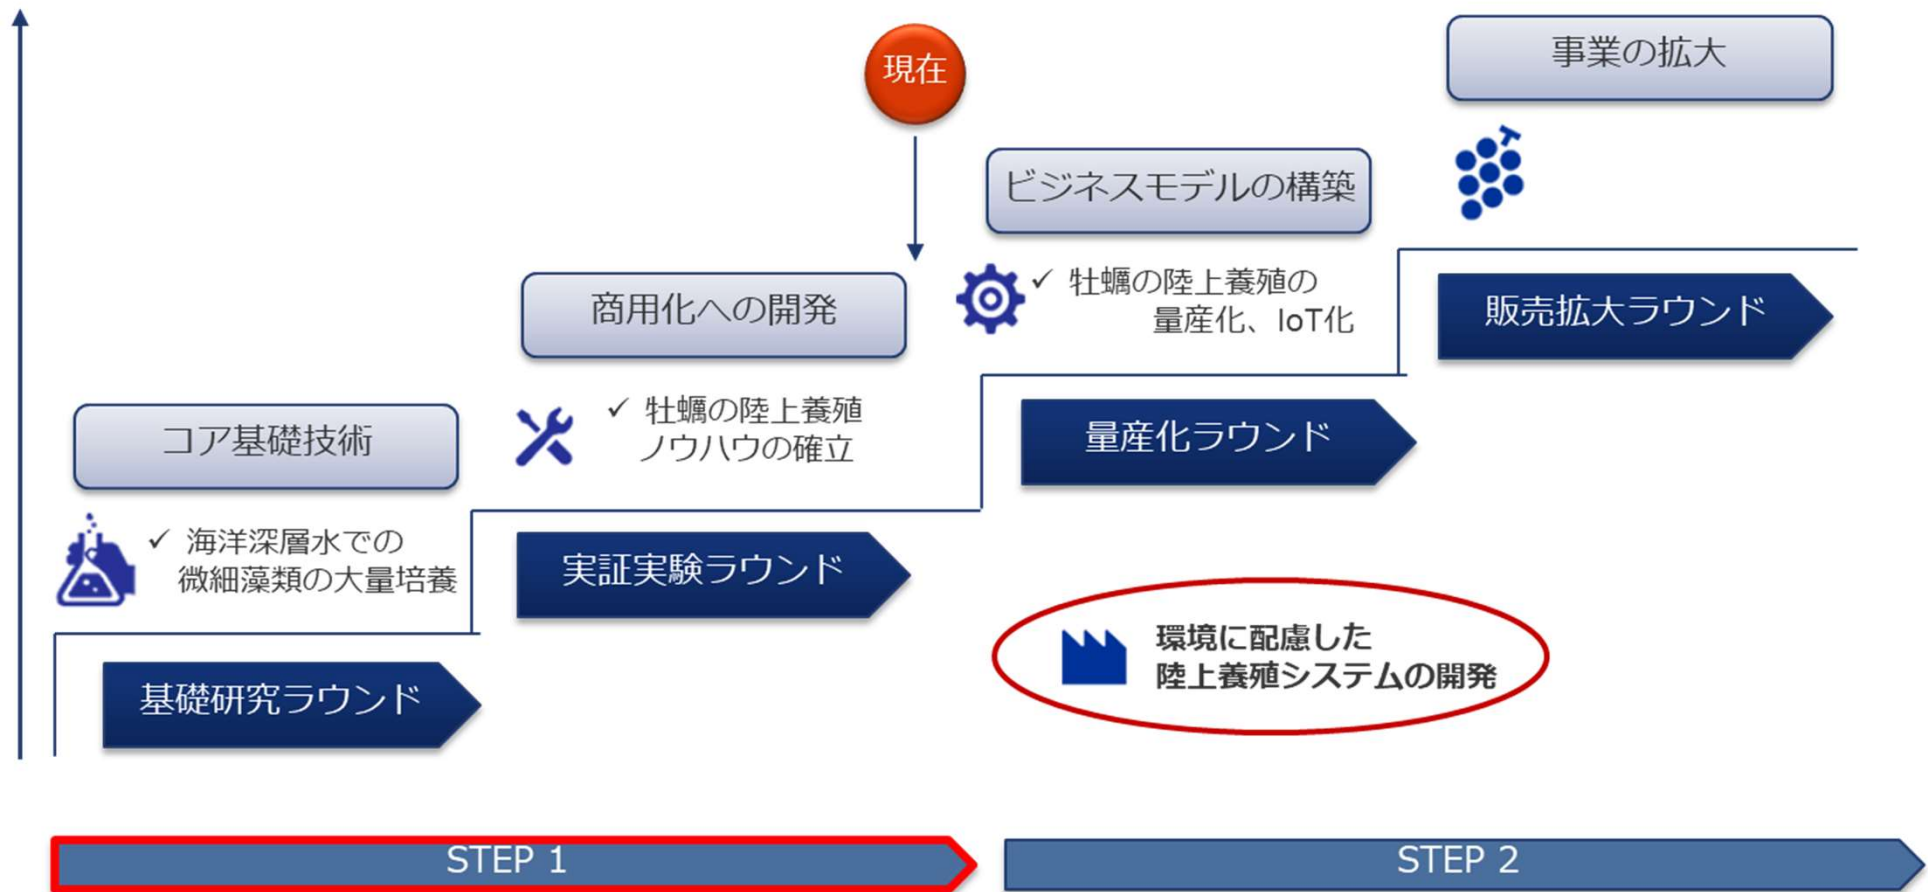 現在
事業の拡大
ビジネスモデルの構築
✓ 牡蠣の陸上養殖の
量産化、IoT化
販売拡大ラウンド
商用化への開発
✓ 牡蠣の陸上養殖
ノウハウの確立
量産化ラウンド
コア基礎技術
✓ 海洋深層水での
微細藻類の大量培養
実証実験ラウンド
環境に配慮した
陸上養殖システムの開発
基礎研究ラウンド
STEP 1
STEP 2